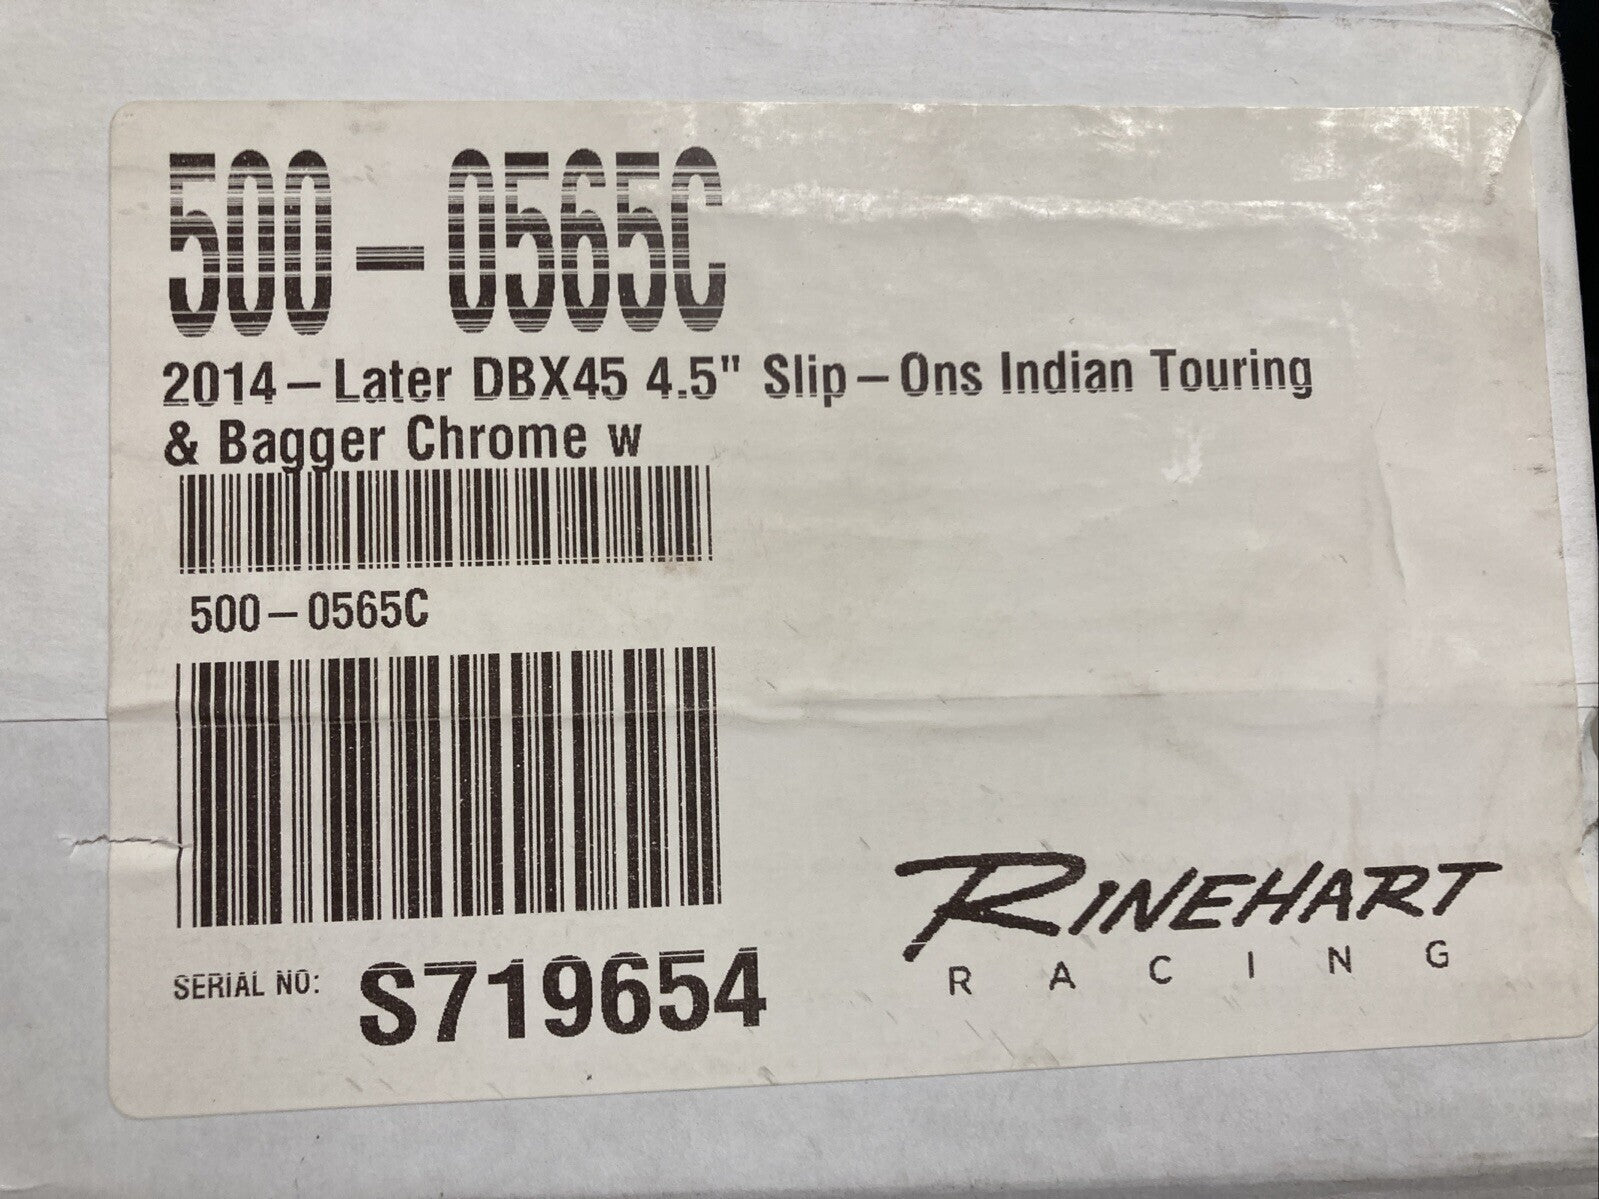 500-0565C
2014-Later DBX45 4.5" Slip-Ons Indian Touring
& Bagger Chrome w
500-0565C
SERIAL NO: S719654
RINEHART
RACING